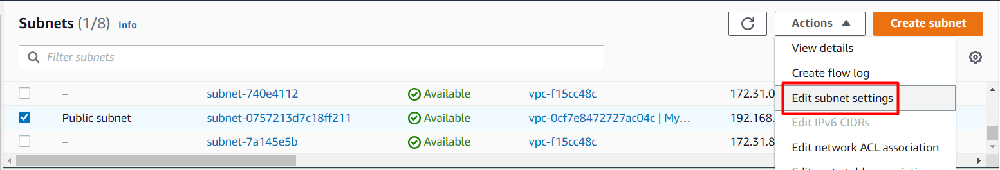 Subnets (1/8) Info
Actions
Create subnet
Filter subnets
View details
Create flow log
Edit subnet settings
Edit IPv6 CIDRs
Edit network ACL association
– subnet-740e4112 Available vpc-f15cc48c 172.31.0
Public subnet subnet-0757213d7c18ff211 Available vpc-0cf7e8472727ac04c | My… 192.168.
– subnet-7a145e5b Available vpc-f15cc48c 172.31.8